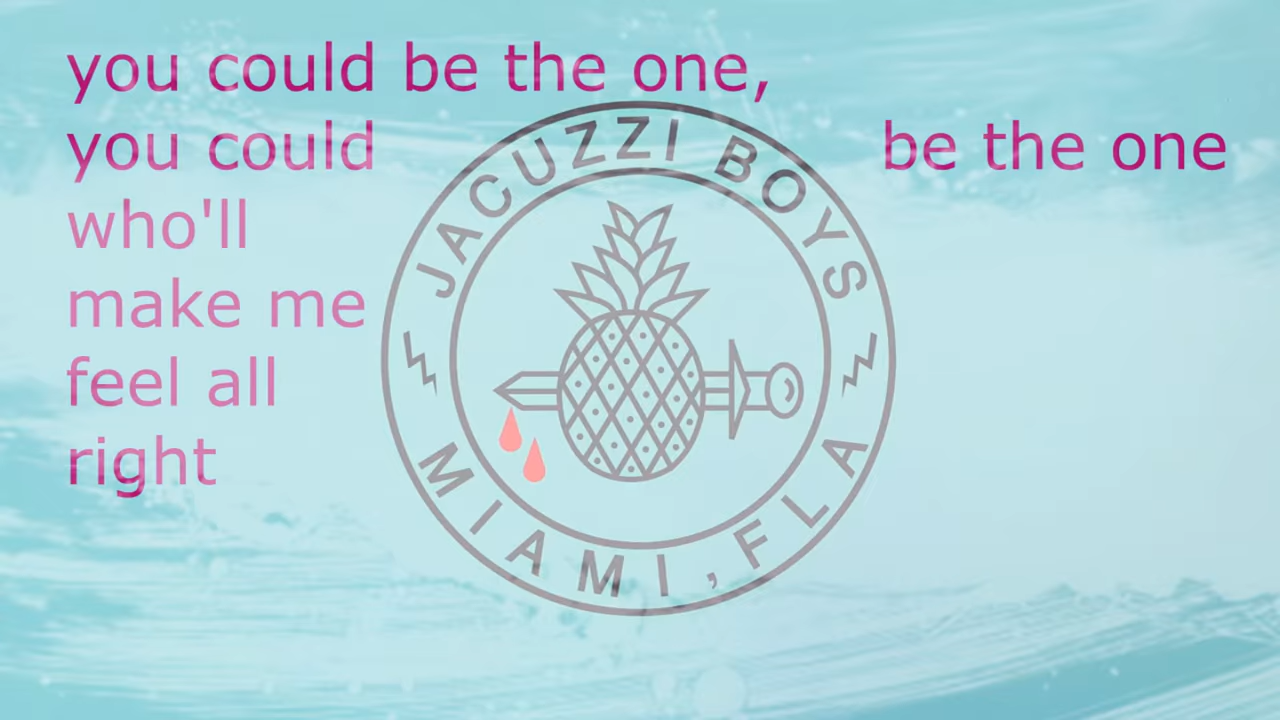 you could be the one,
you could be the one
who'll
make me
feel all
right
JACUZZI BOYS
MIAMI, FLA